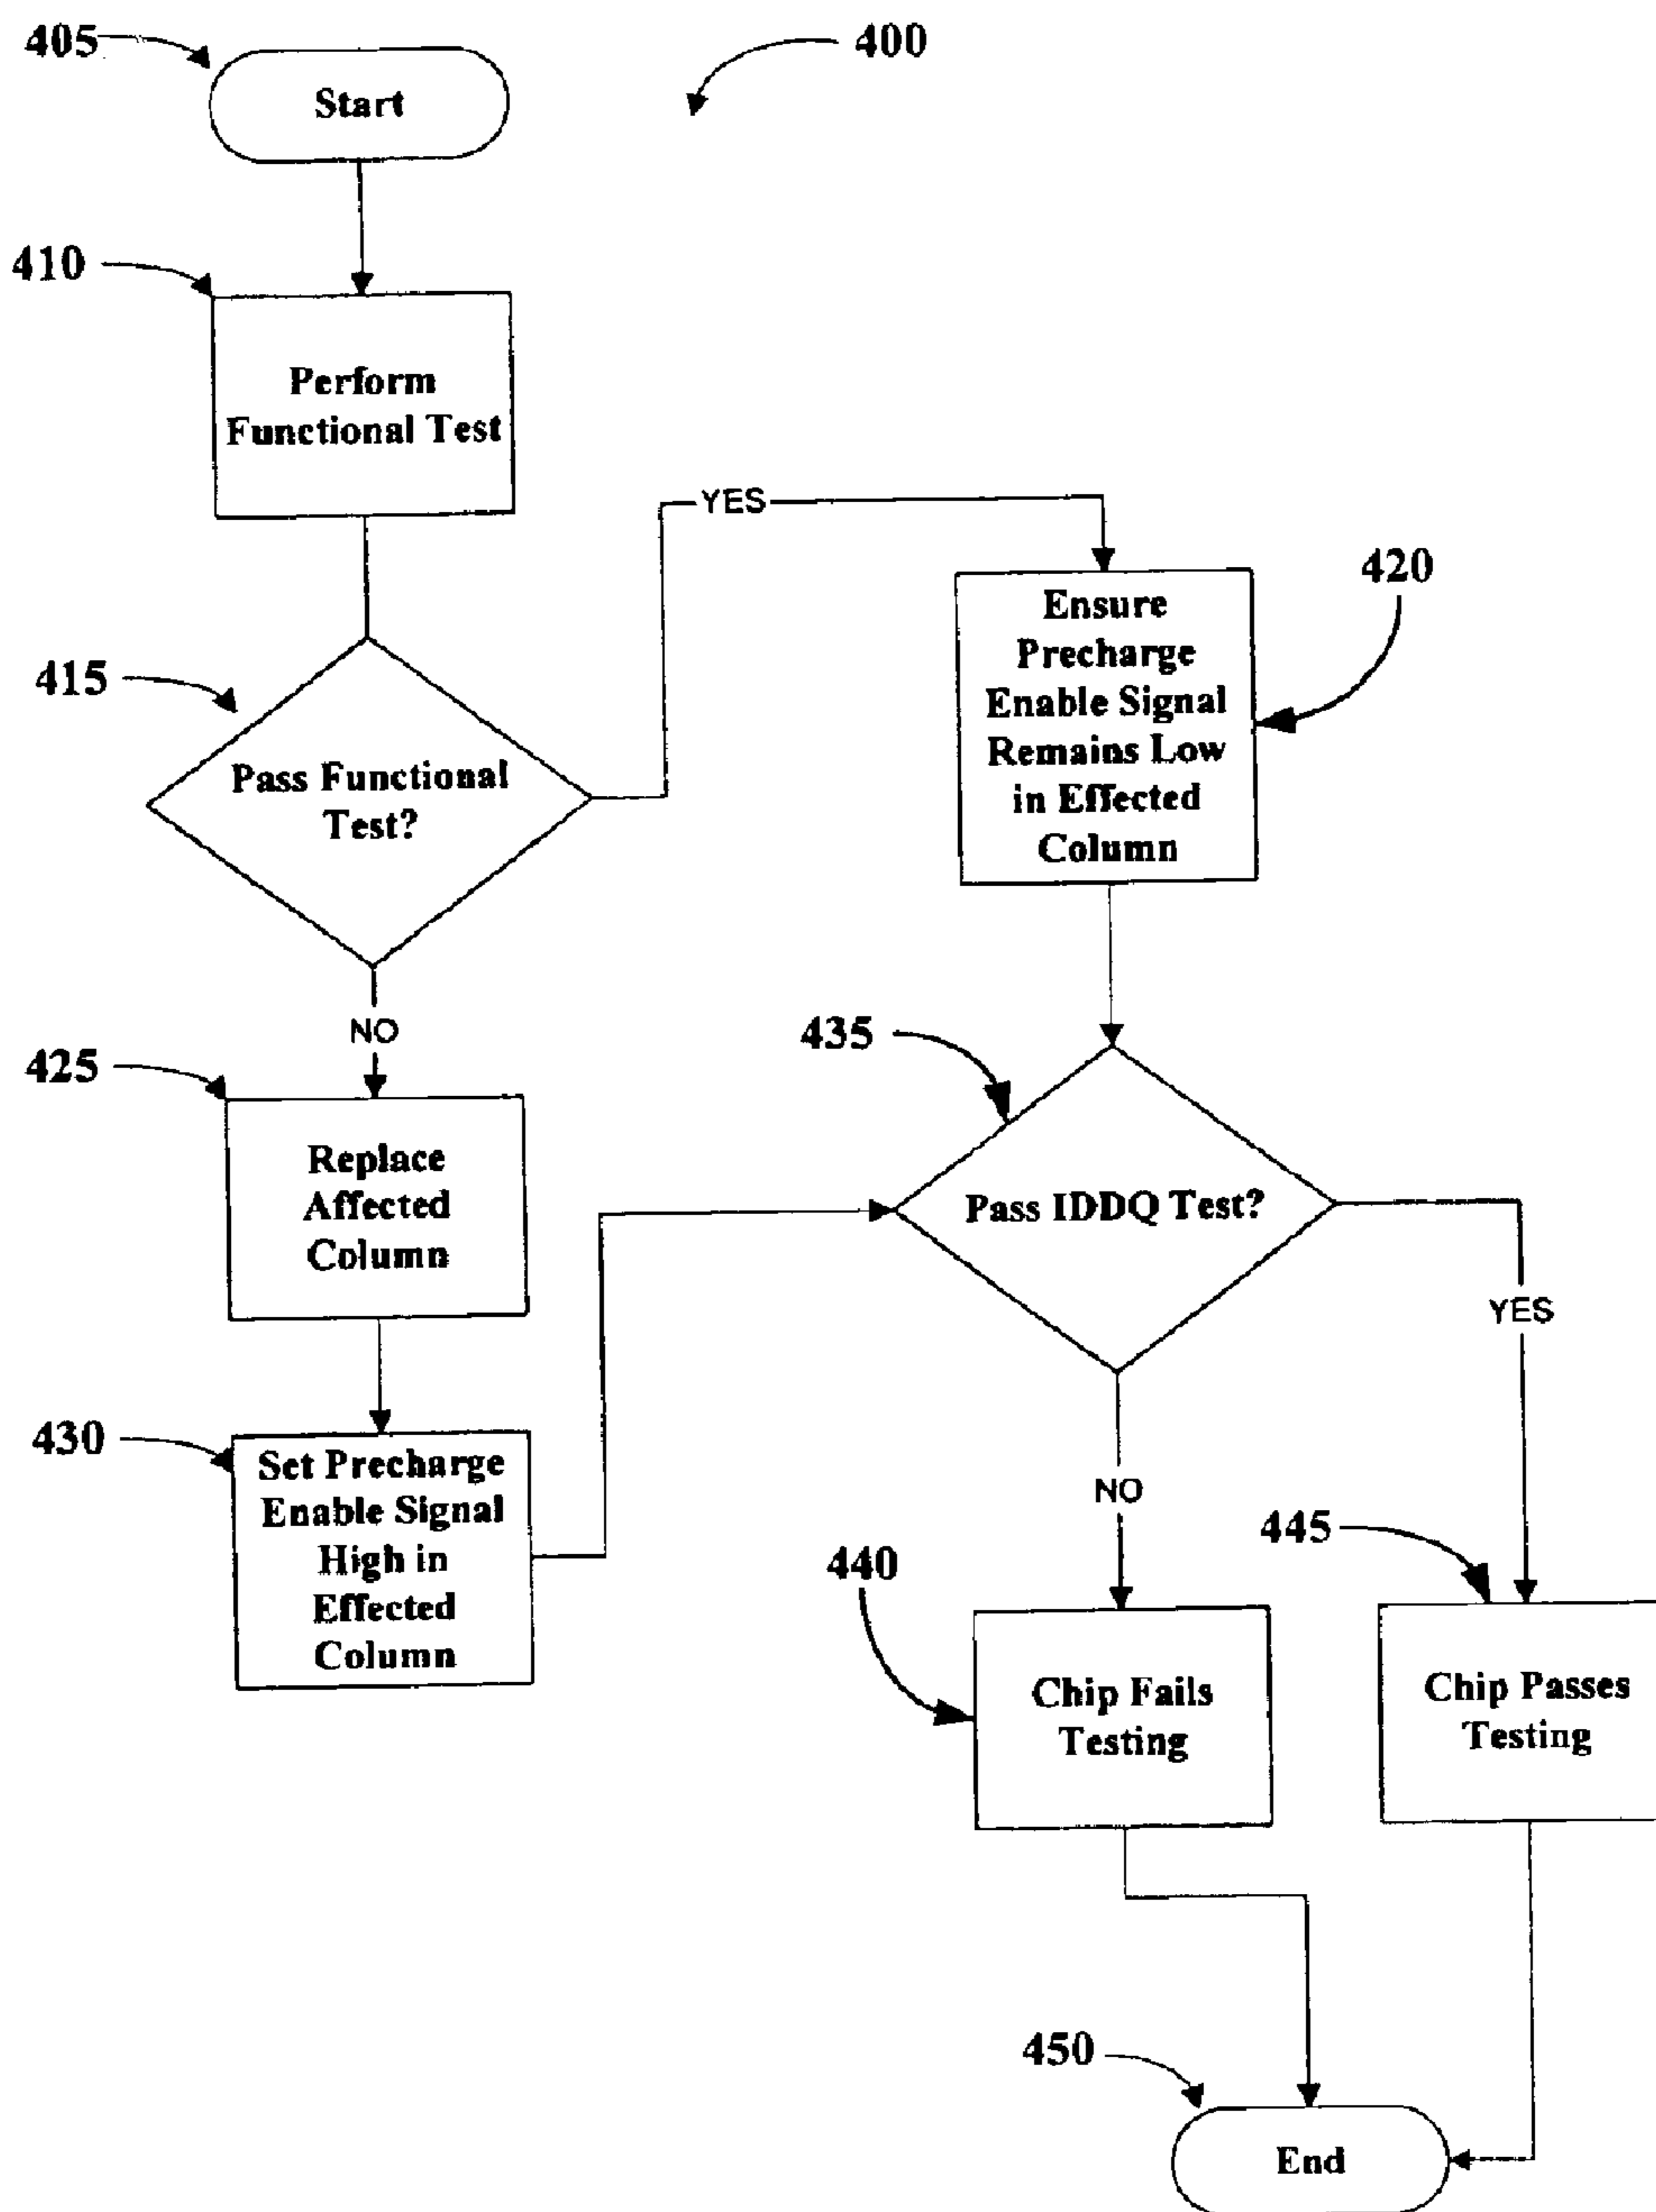 405
400
Start
410
Perform
Functional Test
YES
420
Ensure
Precharge
Enable Signal
Remains Low
in Effected
Column
415
Pass Functional
Test?
NO
425
Replace
Affected
Column
435
Pass IDDQ Test?
YES
430
Set Precharge
Enable Signal
High in
Effected
Column
NO
440
Chip Fails
Testing
445
Chip Passes
Testing
450
End